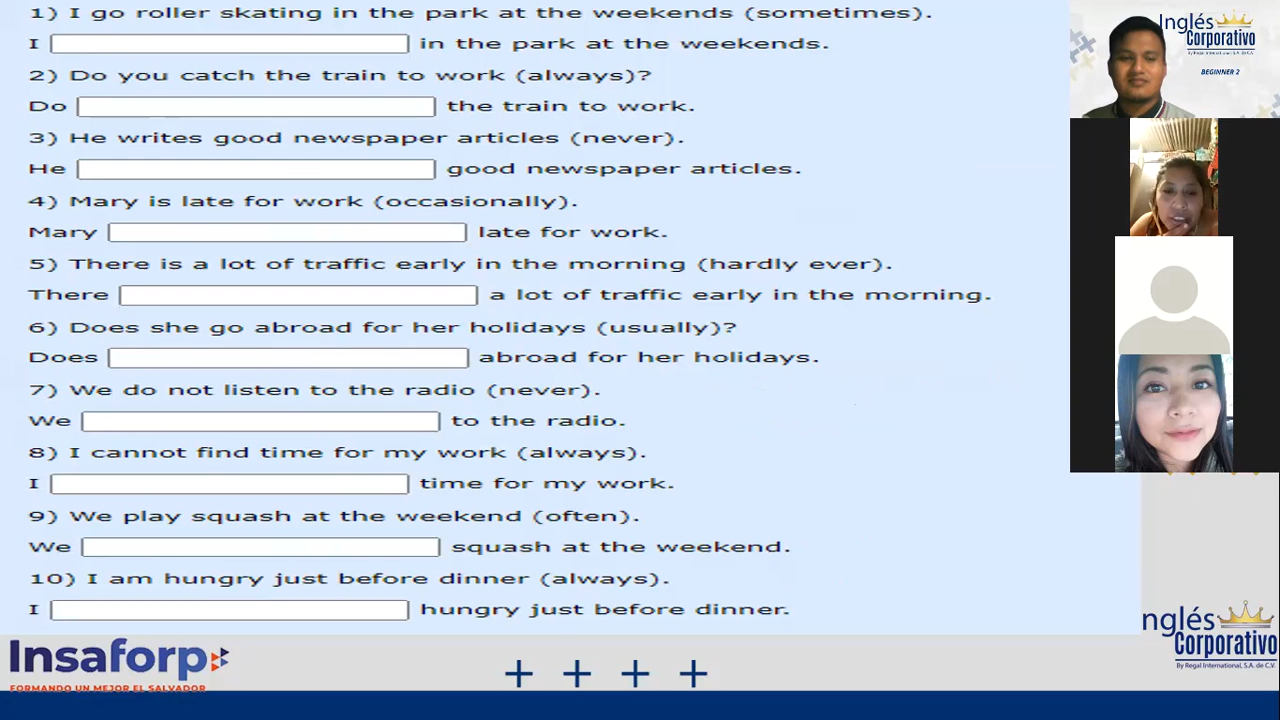 1) I go roller skating in the park at the weekends (sometimes).
I in the park at the weekends.
2) Do you catch the train to work (always)?
Do the train to work.
3) He writes good newspaper articles (never).
He good newspaper articles.
4) Mary is late for work (occasionally).
Mary late for work.
5) There is a lot of traffic early in the morning (hardly ever).
There a lot of traffic early in the morning.
6) Does she go abroad for her holidays (usually)?
Does abroad for her holidays.
7) We do not listen to the radio (never).
We to the radio.
8) I cannot find time for my work (always).
I time for my work.
9) We play squash at the weekend (often).
We squash at the weekend.
10) I am hungry just before dinner (always).
I hungry just before dinner.
Inglés
Corporativo
By Regal International, S.A. de C.V.
BEGINNER 2
Insaforp
FORMANDO UN MEJOR EL SALVADOR
nglés
Corporativo
By Regal International, S.A. de C.V.